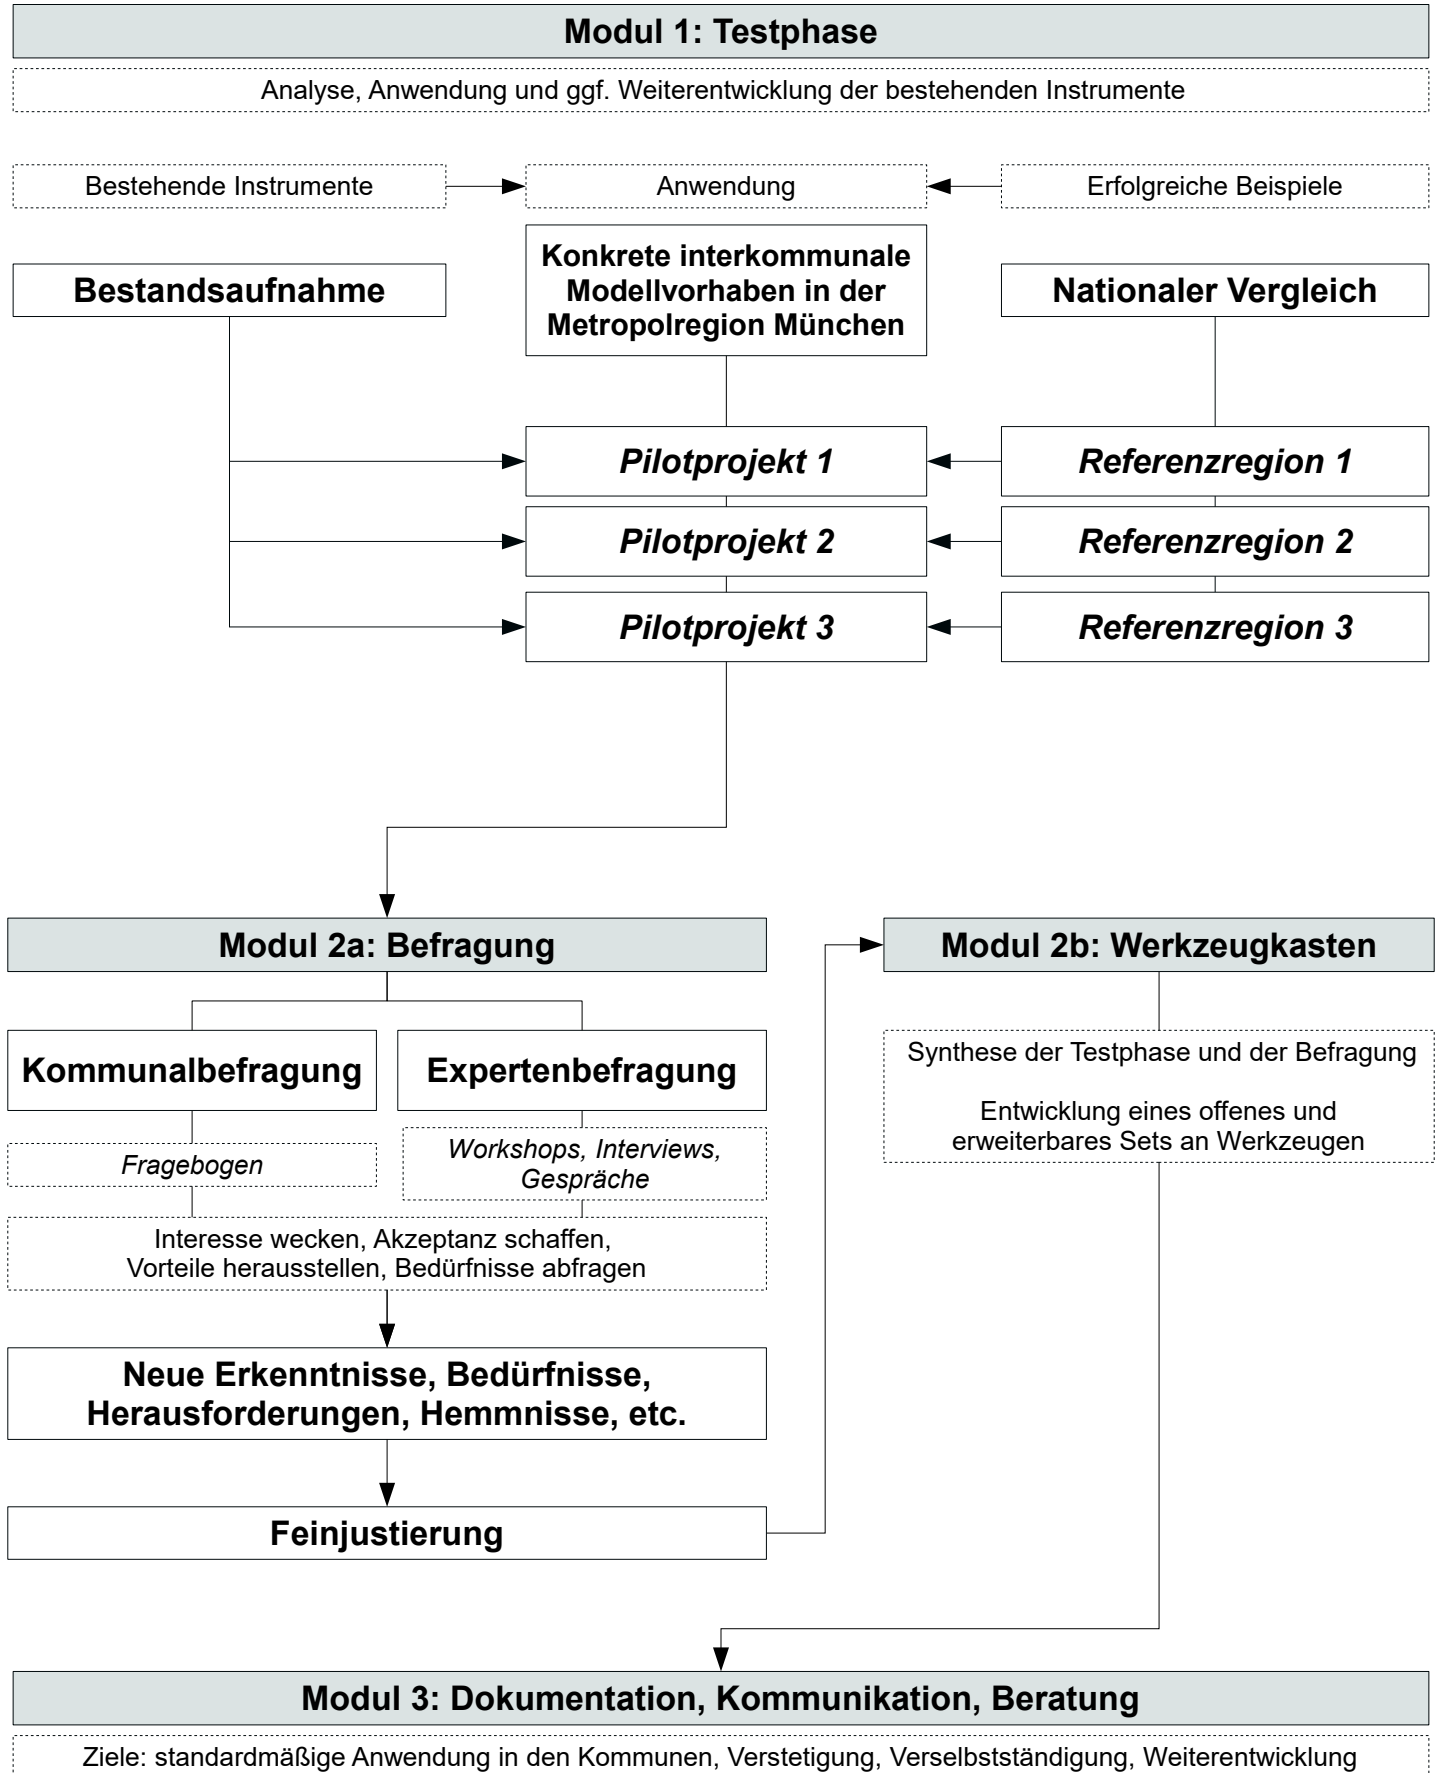 Modul 1: Testphase
Analyse, Anwendung und ggf. Weiterentwicklung der bestehenden Instrumente
Bestehende Instrumente
Anwendung
Erfolgreiche Beispiele
Bestandsaufnahme
Konkrete interkommunale
Modellvorhaben in der
Metropolregion München
Nationaler Vergleich
Pilotprojekt 1
Referenzregion 1
Pilotprojekt 2
Referenzregion 2
Pilotprojekt 3
Referenzregion 3
Modul 2a: Befragung
Kommunalbefragung
Expertenbefragung
Fragebogen
Workshops, Interviews,
Gespräche
Interesse wecken, Akzeptanz schaffen,
Vorteile herausstellen, Bedürfnisse abfragen
Neue Erkenntnisse, Bedürfnisse,
Herausforderungen, Hemmnisse, etc.
Feinjustierung
Modul 2b: Werkzeugkasten
Synthese der Testphase und der Befragung
Entwicklung eines offenes und
erweiterbares Sets an Werkzeugen
Modul 3: Dokumentation, Kommunikation, Beratung
Ziele: standardmäßige Anwendung in den Kommunen, Verstetigung, Verselbstständigung, Weiterentwicklung